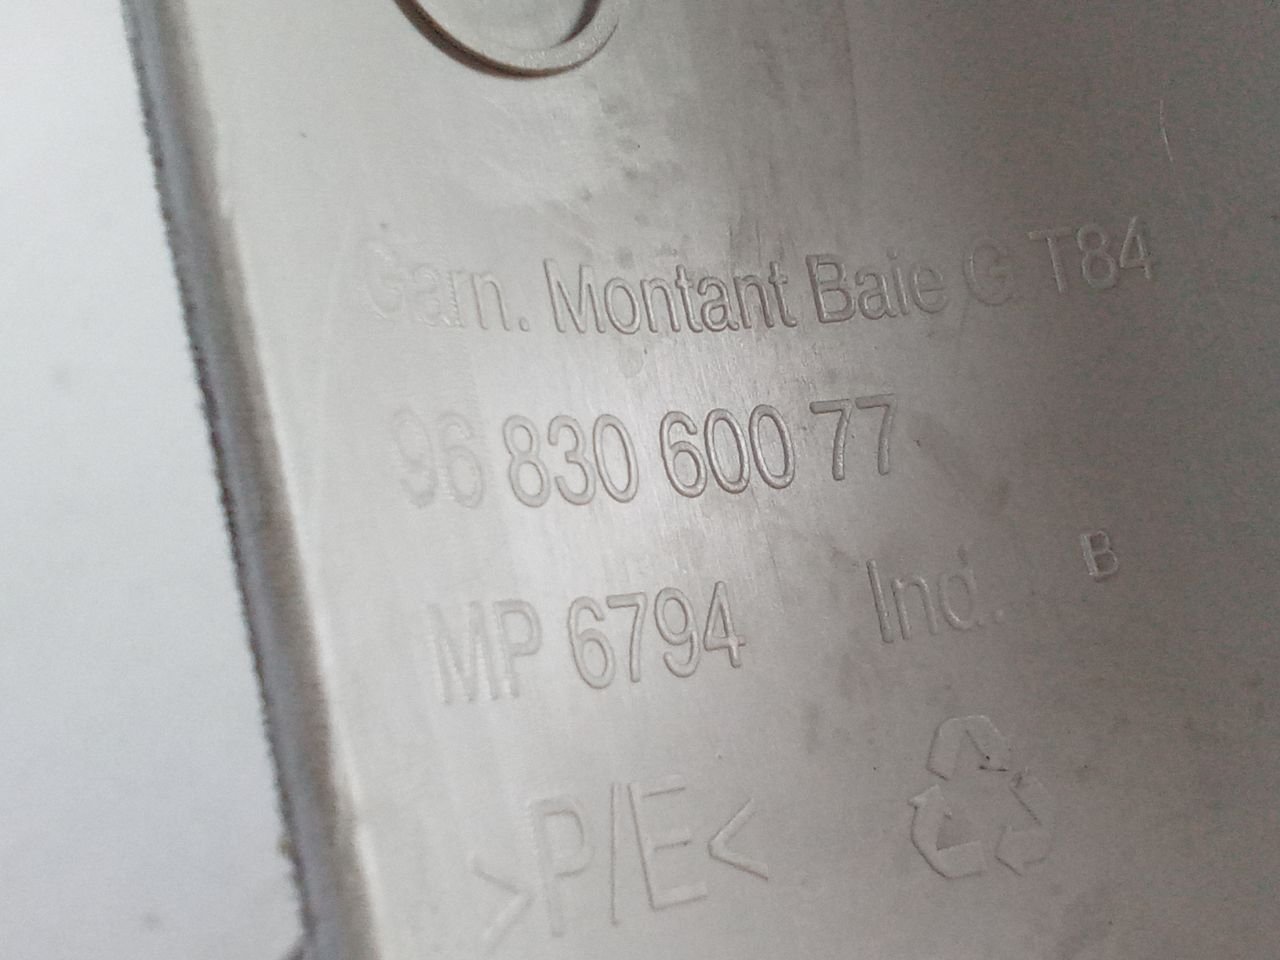 Garn. Montant Baie G T84
96 830 600 77
MP 6794 Ind. B
>P/E<